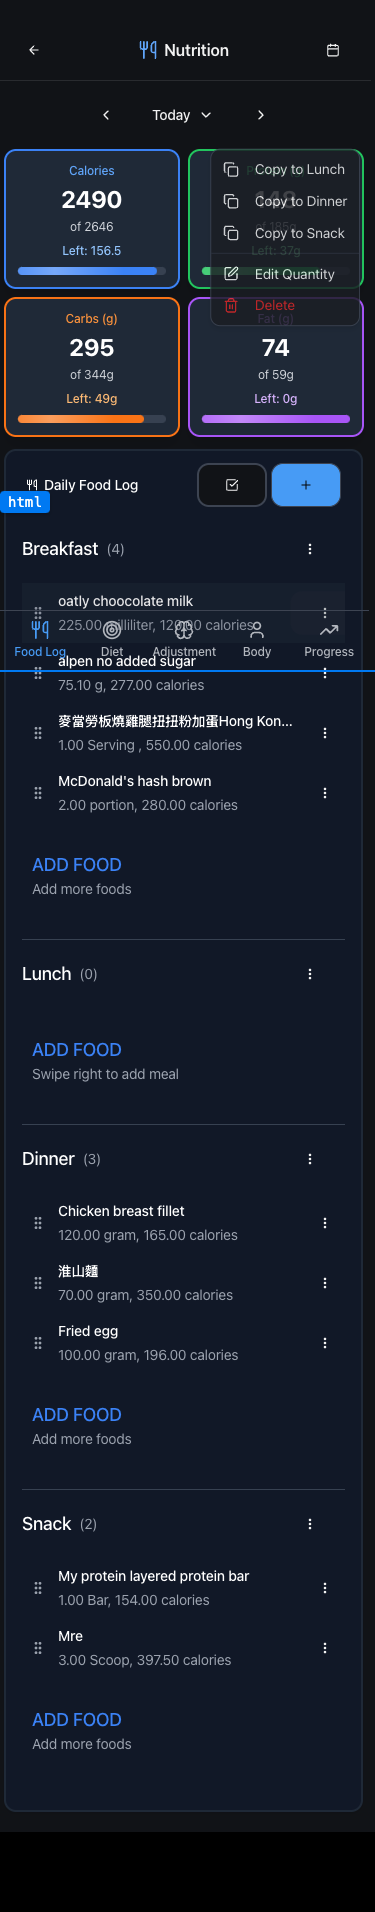 Nutrition
Today
Calories
2490
of 2646
Left: 156.5
148
of 185g
Left: 37g
Copy to Lunch
Copy to Dinner
Copy to Snack
Edit Quantity
Delete
Carbs (g)
295
of 344g
Left: 49g
Fat (g)
74
of 59g
Left: 0g
Daily Food Log
html
Breakfast (4)
oatly choocolate milk
225.00 milliliter, 120.00 calories
Food Log
Diet
Adjustment
Body
Progress
alpen no added sugar
75.10 g, 277.00 calories
麥當勞板燒雞腿扭扭粉加蛋Hong Kon...
1.00 Serving , 550.00 calories
McDonald's hash brown
2.00 portion, 280.00 calories
ADD FOOD
Add more foods
Lunch (0)
ADD FOOD
Swipe right to add meal
Dinner (3)
Chicken breast fillet
120.00 gram, 165.00 calories
淮山麵
70.00 gram, 350.00 calories
Fried egg
100.00 gram, 196.00 calories
ADD FOOD
Add more foods
Snack (2)
My protein layered protein bar
1.00 Bar, 154.00 calories
Mre
3.00 Scoop, 397.50 calories
ADD FOOD
Add more foods